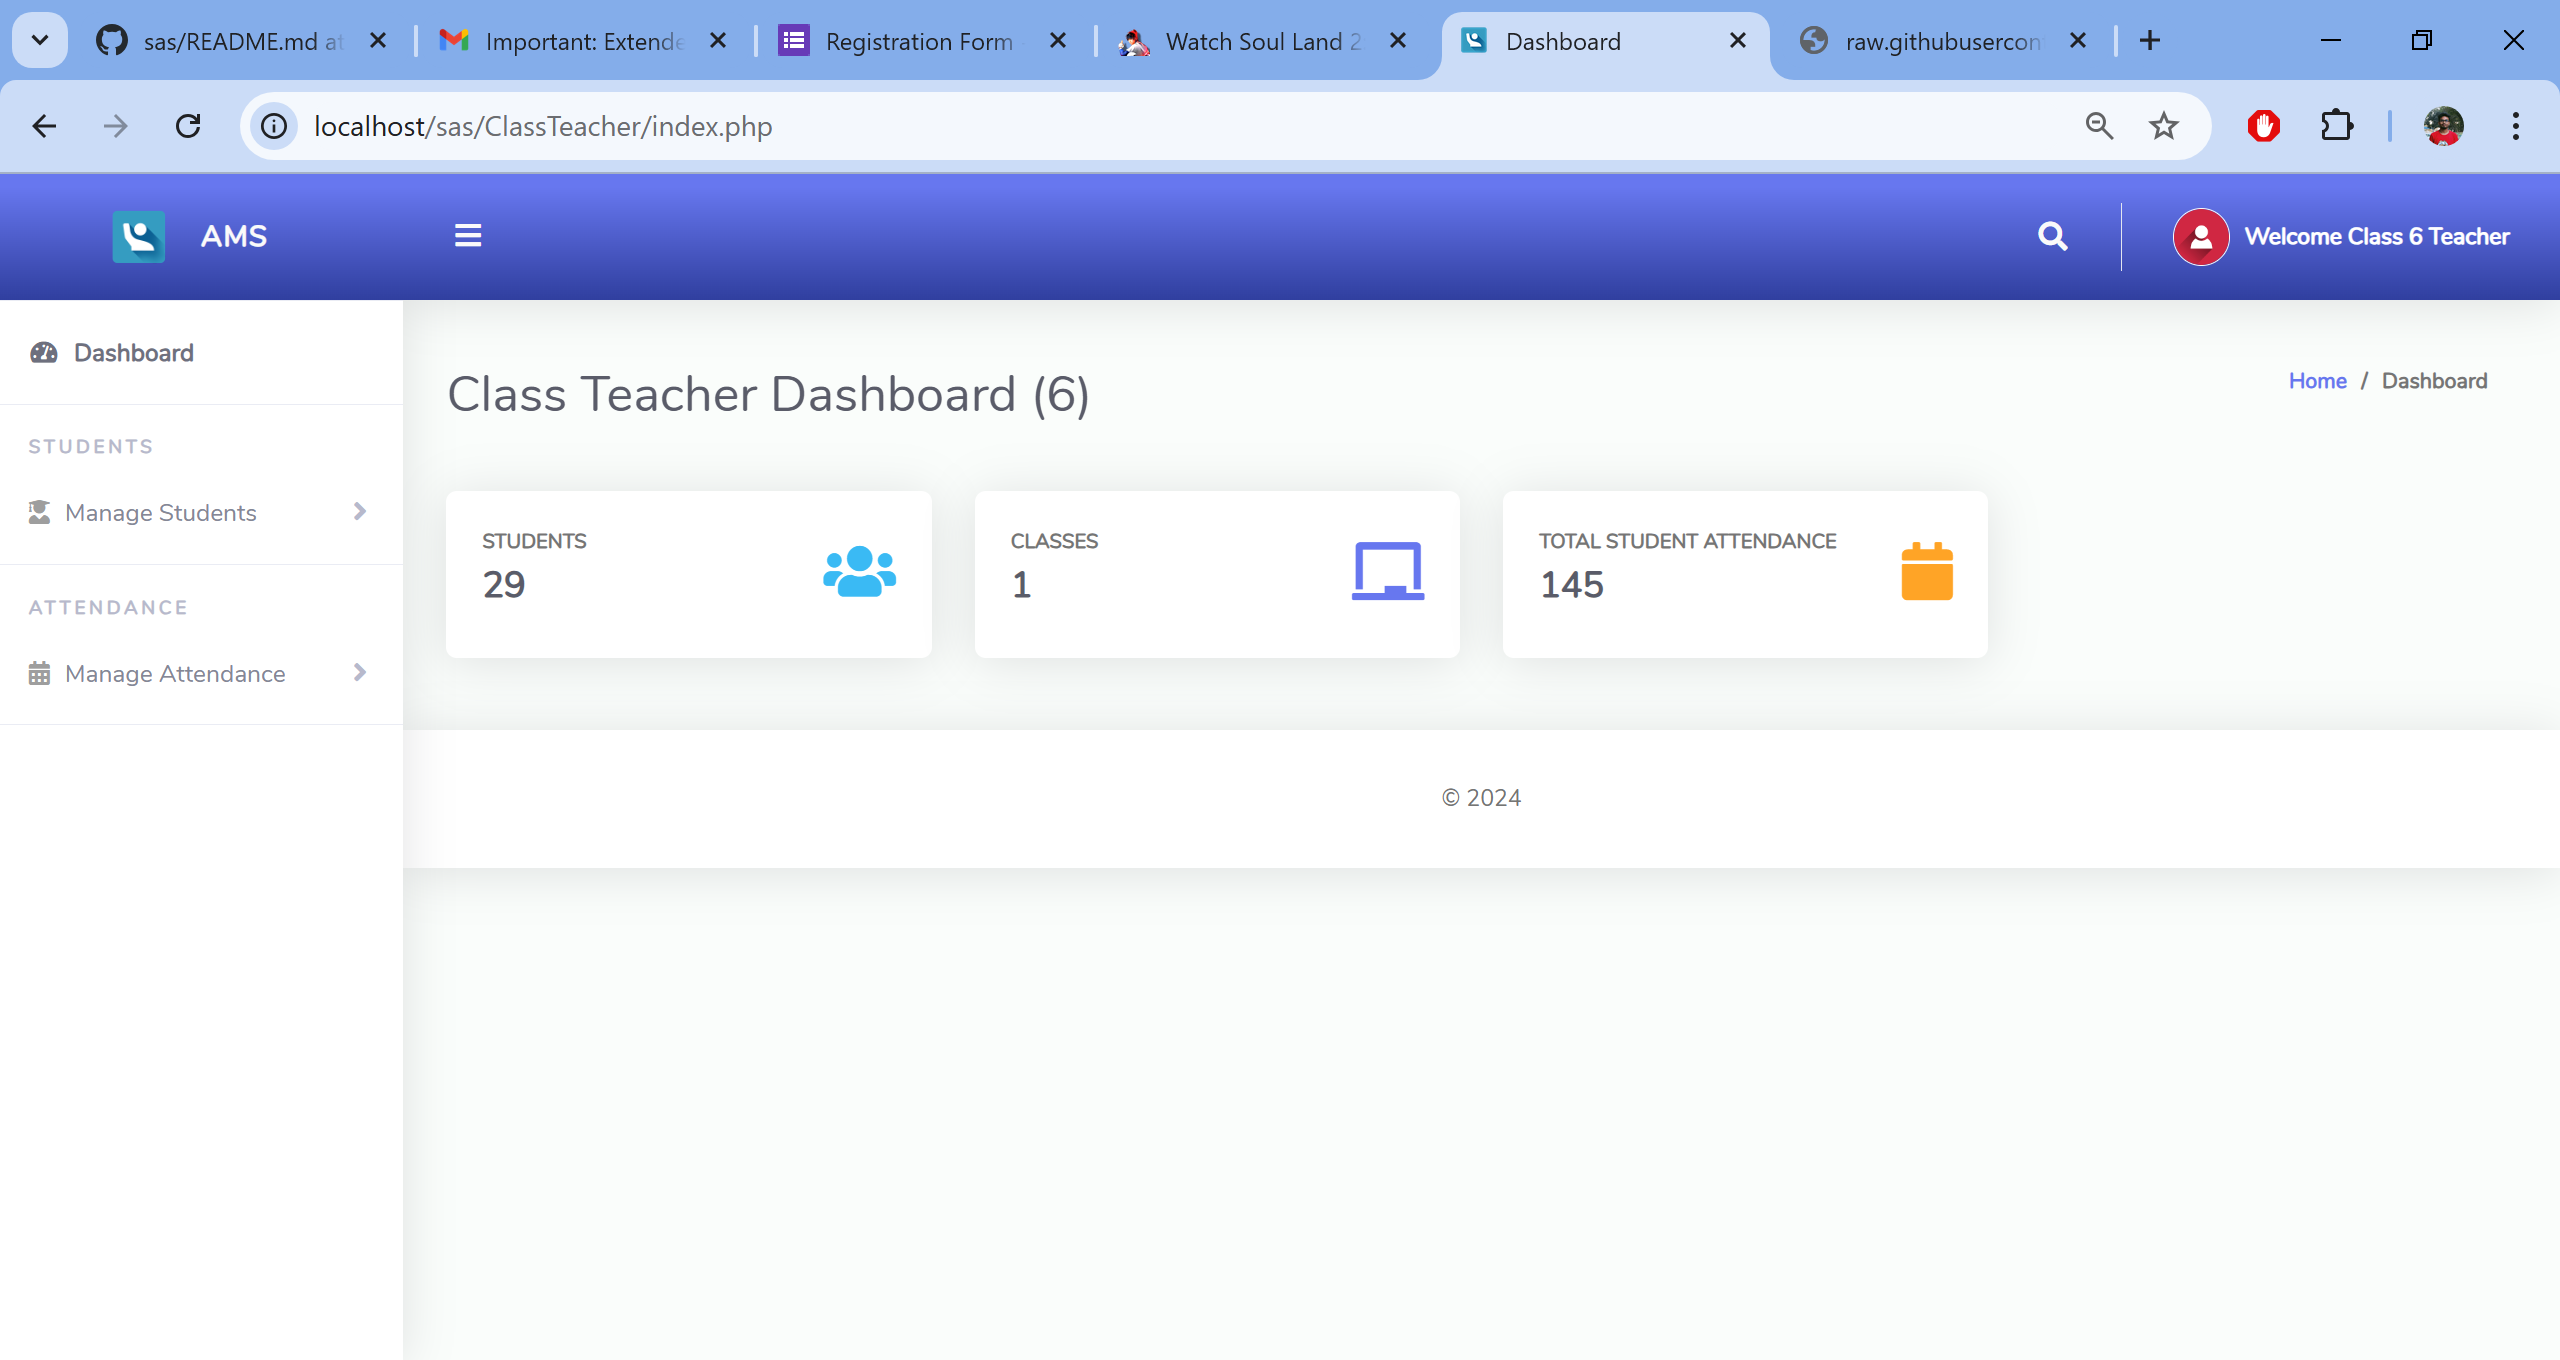 sas/README.md at
Important: Extende
Registration Form
Watch Soul Land 2
Dashboard
raw.githubusercon
localhost/sas/ClassTeacher/index.php
AMS
Welcome Class 6 Teacher
Dashboard
STUDENTS
Manage Students
ATTENDANCE
Manage Attendance
Class Teacher Dashboard (6)
Home / Dashboard
STUDENTS
29
CLASSES
1
TOTAL STUDENT ATTENDANCE
145
© 2024